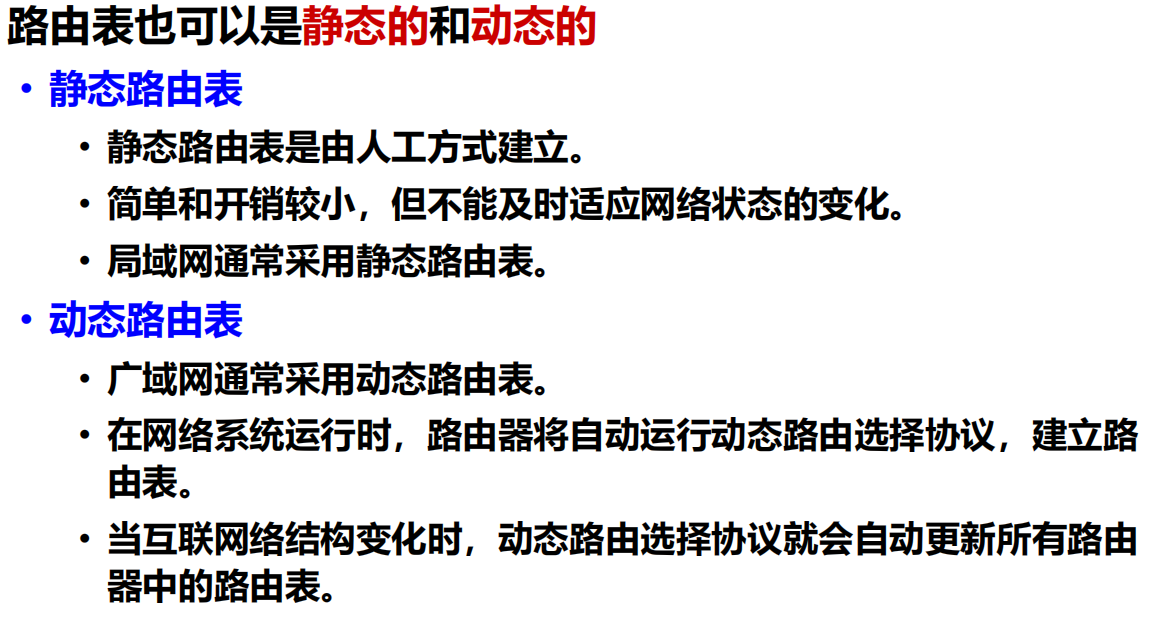 路由表也可以是静态的和动态的
• 静态路由表
• 静态路由表是由人工方式建立。
• 简单和开销较小，但不能及时适应网络状态的变化。
• 局域网通常采用静态路由表。
• 动态路由表
• 广域网通常采用动态路由表。
• 在网络系统运行时，路由器将自动运行动态路由选择协议，建立路
由表。
• 当互联网络结构变化时，动态路由选择协议就会自动更新所有路由
器中的路由表。